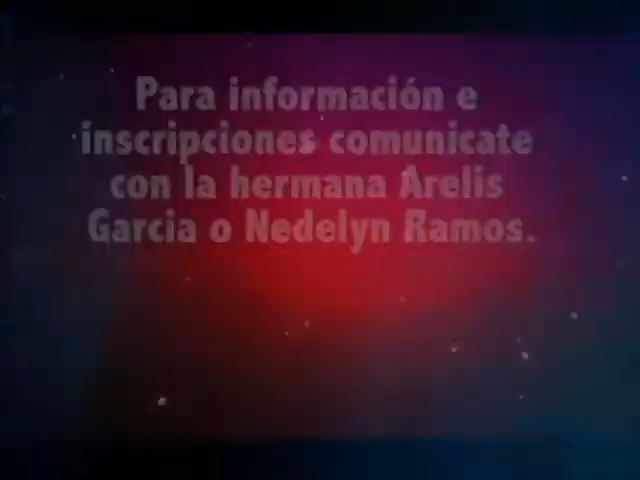 Para información e
inscripciones comunicate
con la hermana Arelis
Garcia o Nedelyn Ramos.